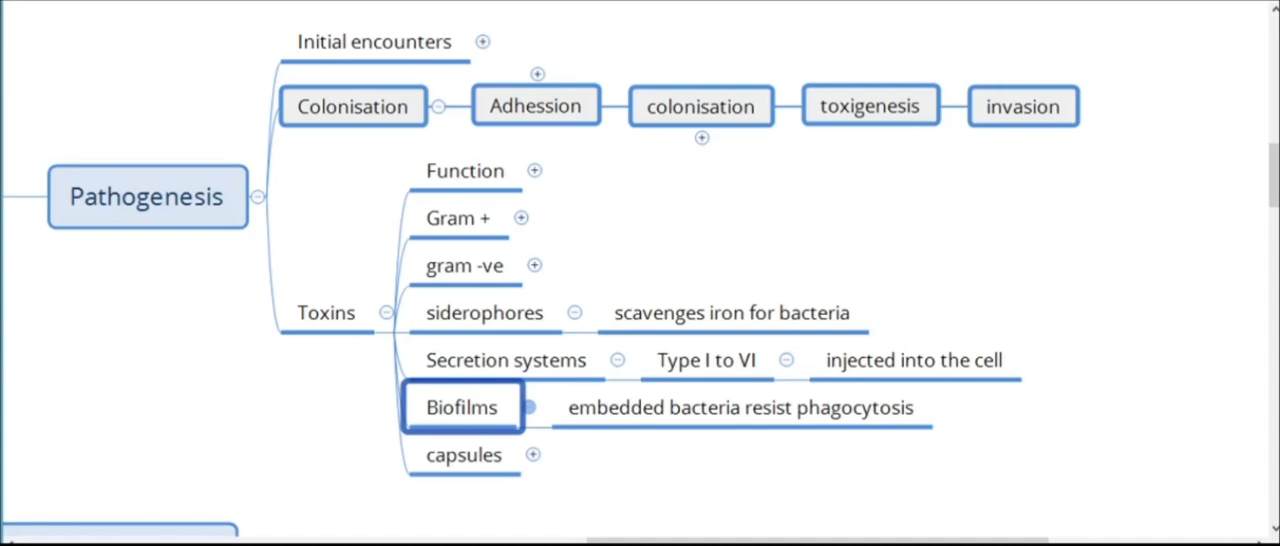 Initial encounters
Colonisation
Adhession
colonisation
toxigenesis
invasion
Pathogenesis
Function
Gram +
gram -ve
Toxins
siderophores
scavenges iron for bacteria
Secretion systems
Type I to VI
injected into the cell
Biofilms
embedded bacteria resist phagocytosis
capsules